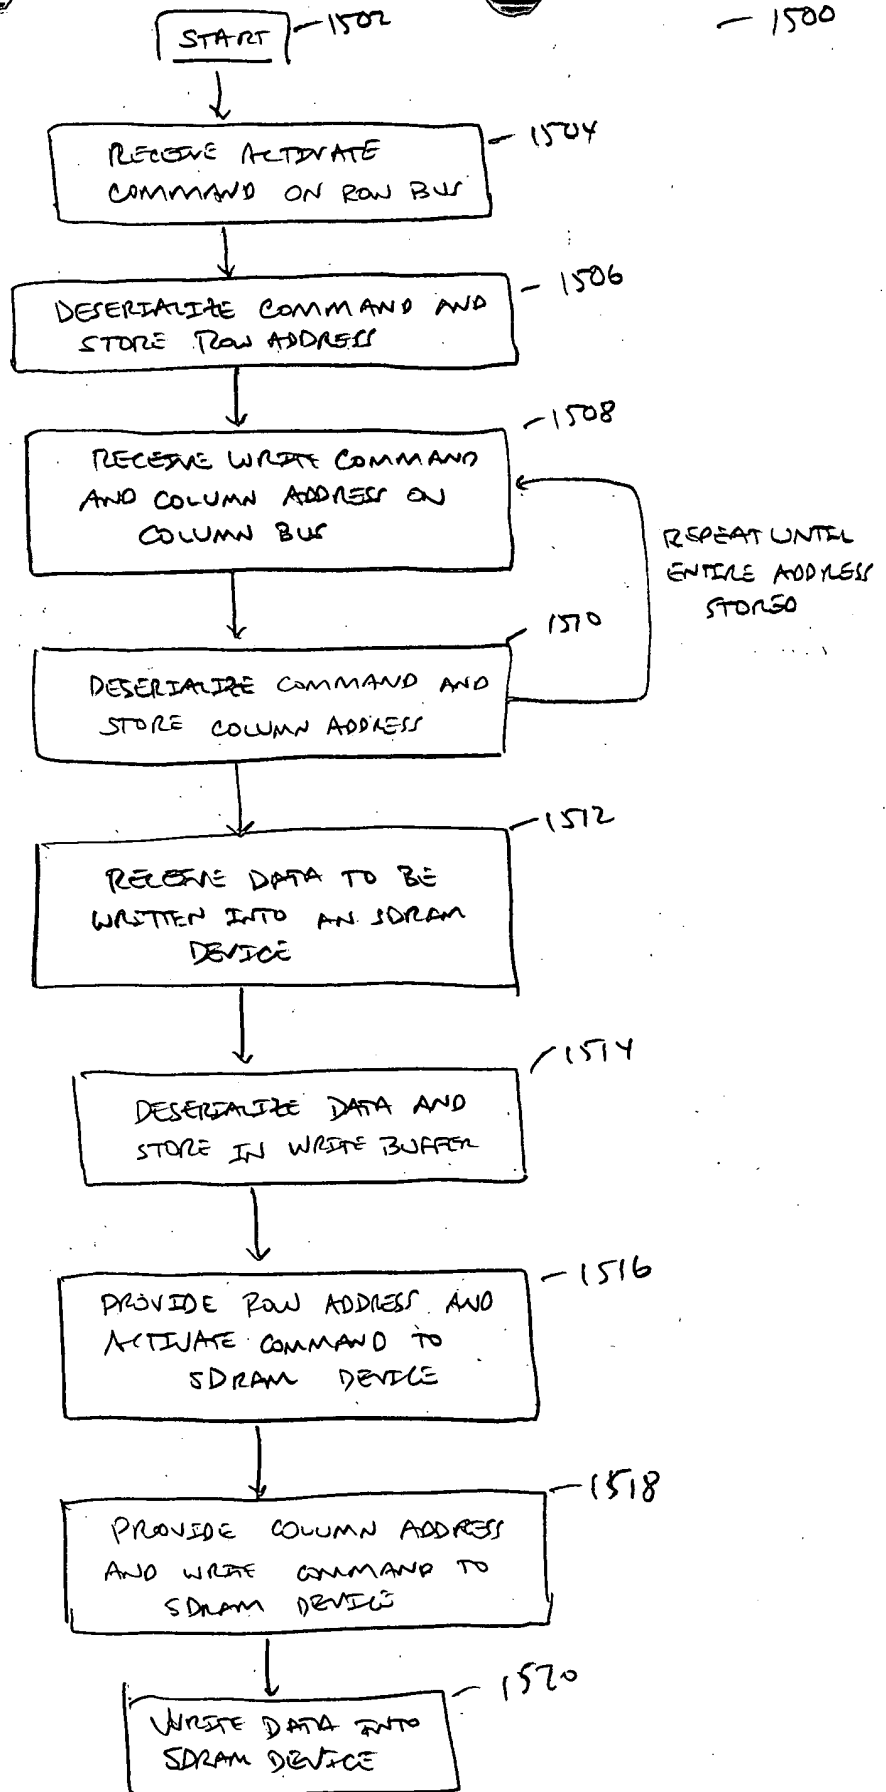 START
1502
1500
RECEIVE ACTIVATE
COMMAND ON ROW BUS
1504
DESERIALIZE COMMAND AND
STORE ROW ADDRESS
1506
RECEIVE WRITE COMMAND
AND COLUMN ADDRESS ON
COLUMN BUS
1508
REPEAT UNTIL
ENTIRE ADDRESS
STORED
DESERIALIZE COMMAND AND
STORE COLUMN ADDRESS
1510
RECEIVE DATA TO BE
WRITTEN INTO AN SDRAM
DEVICE
1512
DESERIALIZE DATA AND
STORE IN WRITE BUFFER
1514
PROVIDE ROW ADDRESS AND
ACTIVATE COMMAND TO
SDRAM DEVICE
1516
PROVIDE COLUMN ADDRESS
AND WRITE COMMAND TO
SDRAM DEVICE
1518
WRITE DATA INTO
SDRAM DEVICE
1520